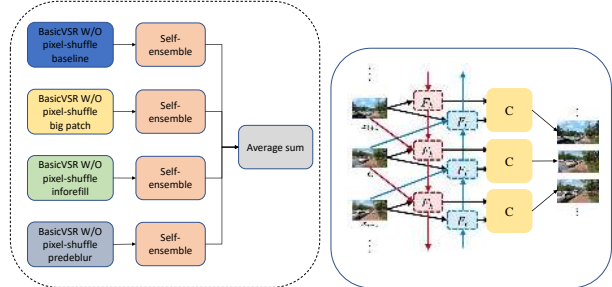 BasicVSR W/O
pixel-shuffle
baseline
Self-
ensemble
BasicVSR W/O
pixel-shuffle
big patch
Self-
ensemble
Average sum
BasicVSR W/O
pixel-shuffle
inforefill
Self-
ensemble
BasicVSR W/O
pixel-shuffle
predeblur
Self-
ensemble
C
C
C